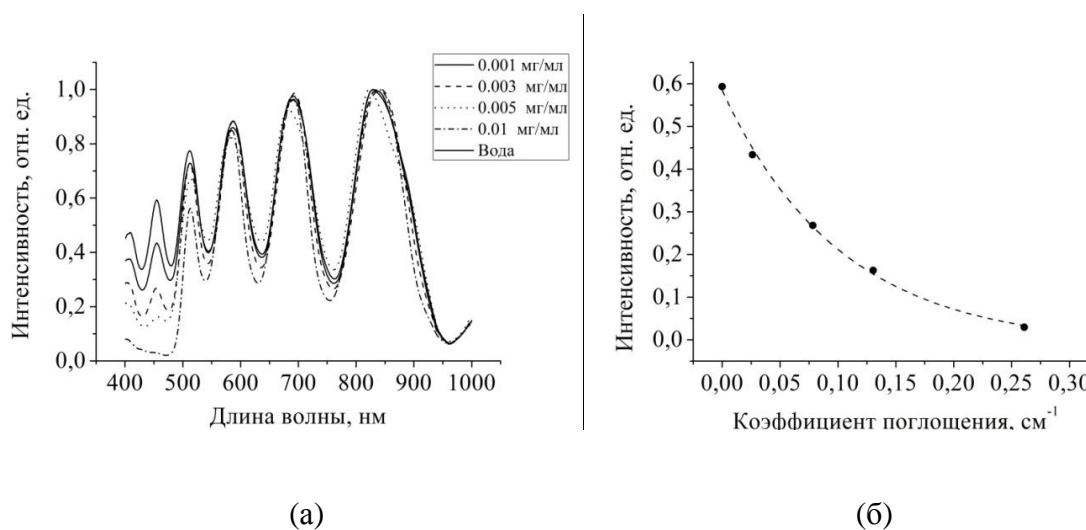 0.001 мг/мл
0.003 мг/мл
0.005 мг/мл
0.01 мг/мл
Вода
Интенсивность, отн. ед.
1,0
0,8
0,6
0,4
0,2
0,0
400 500 600 700 800 900 1000
Длина волны, нм
Интенсивность, отн. ед.
0,6
0,5
0,4
0,3
0,2
0,1
0,0
0,00 0,05 0,10 0,15 0,20 0,25 0,30
Коэффициент поглощения, см-1
(а)
(б)